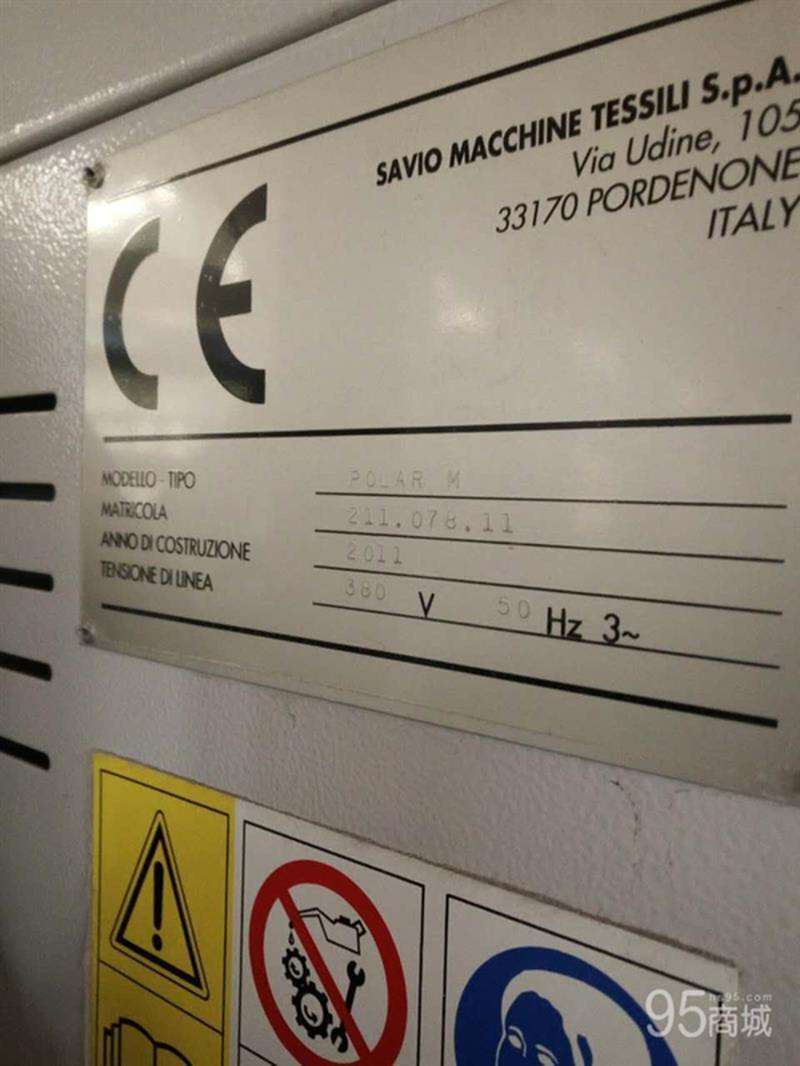 SAVIO MACCHINE TESSILI S.p.A.
Via Udine, 105
33170 PORDENONE
ITALY
CE
MODELLO - TIPO POLAR M
MATRICOLA 211.078.11
ANNO DI COSTRUZIONE 2011
TENSIONE DI LINEA 380 V 50 Hz 3~
95商城